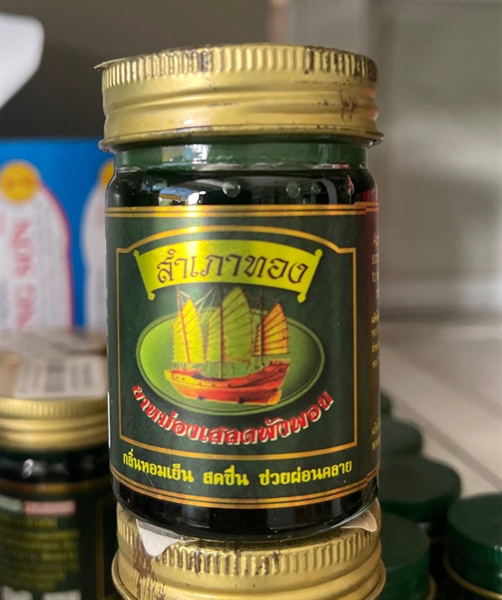 สำเภาทอง
ยาหม่องเสลดพังพอน
กลิ่นหอมเย็น สดชื่น ช่วยผ่อนคลาย